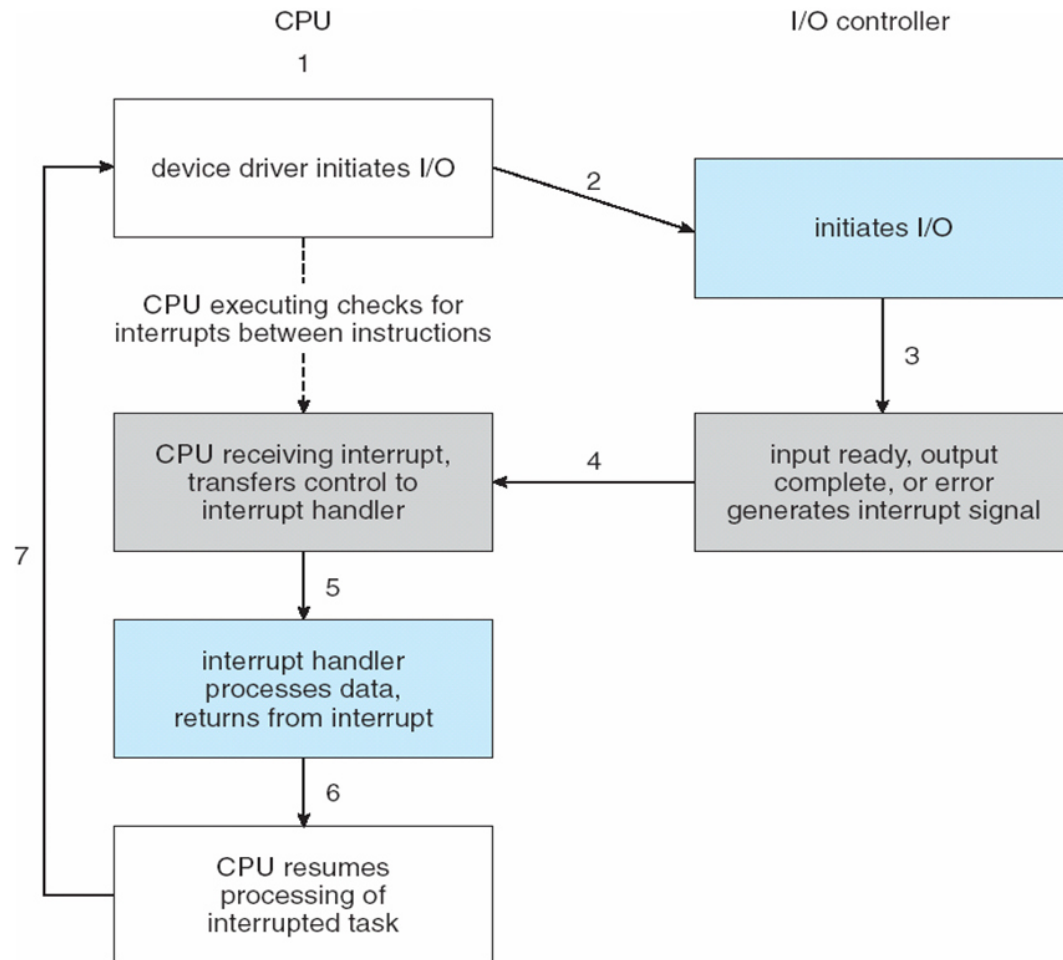 CPU
I/O controller
1
device driver initiates I/O
2
initiates I/O
CPU executing checks for
interrupts between instructions
3
CPU receiving interrupt,
transfers control to
interrupt handler
4
input ready, output
complete, or error
generates interrupt signal
7
5
interrupt handler
processes data,
returns from interrupt
6
CPU resumes
processing of
interrupted task